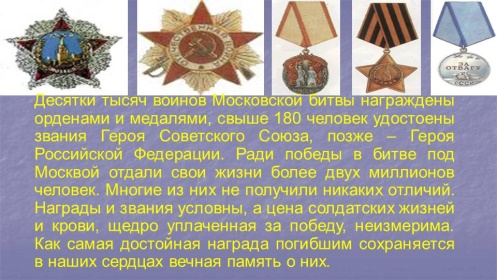 ОТЕЧЕСТВЕННАЯ ВОЙНА
ЗА
ОТВАГУ
Десятки тысяч воинов Московской битвы награждены
орденами и медалями, свыше 180 человек удостоены
звания Героя Советского Союза, позже – Героя
Российской Федерации. Ради победы в битве под
Москвой отдали свои жизни более двух миллионов
человек. Многие из них не получили никаких отличий.
Награды и звания условны, а цена солдатских жизней
и крови, щедро уплаченная за победу, неизмерима.
Как самая достойная награда погибшим сохраняется
в наших сердцах вечная память о них.